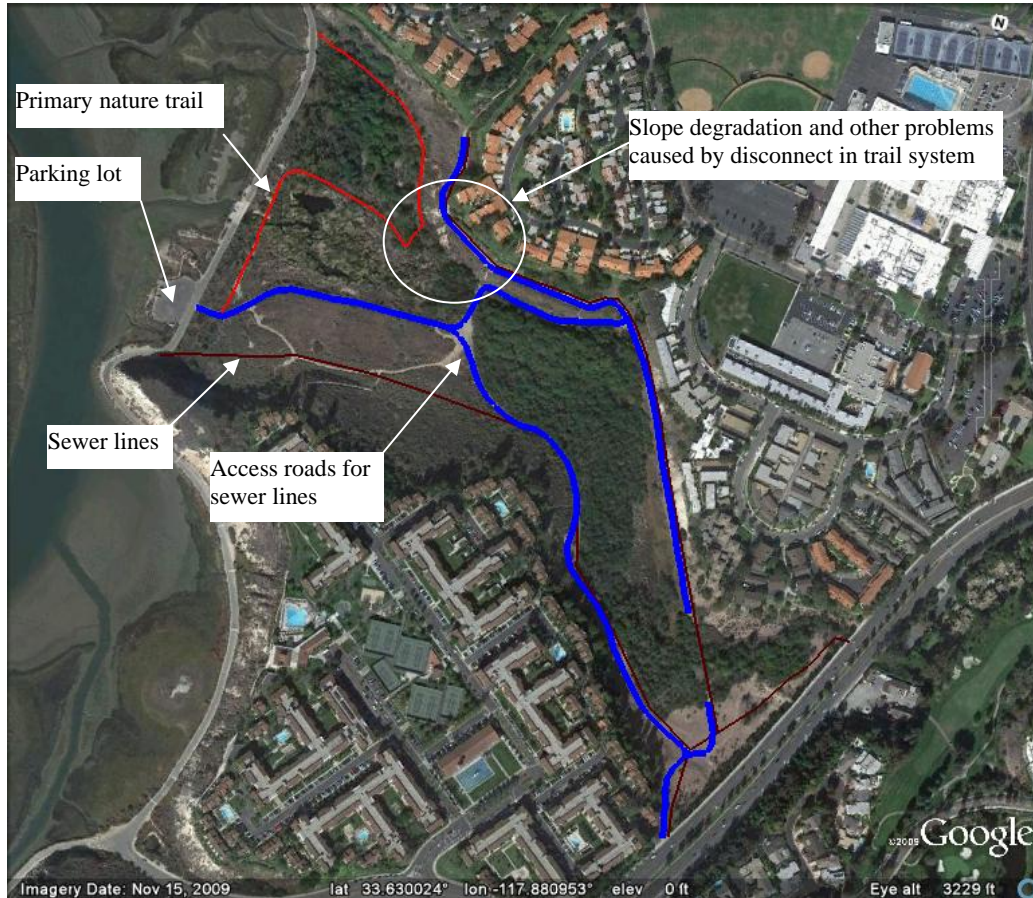 N
Primary nature trail
Parking lot
Slope degradation and other problems
caused by disconnect in trail system
Sewer lines
Access roads for
sewer lines
©2009 Google
Imagery Date: Nov 15, 2009 lat 33.630024° lon -117.880953° elev 0 ft Eye alt 3229 ft